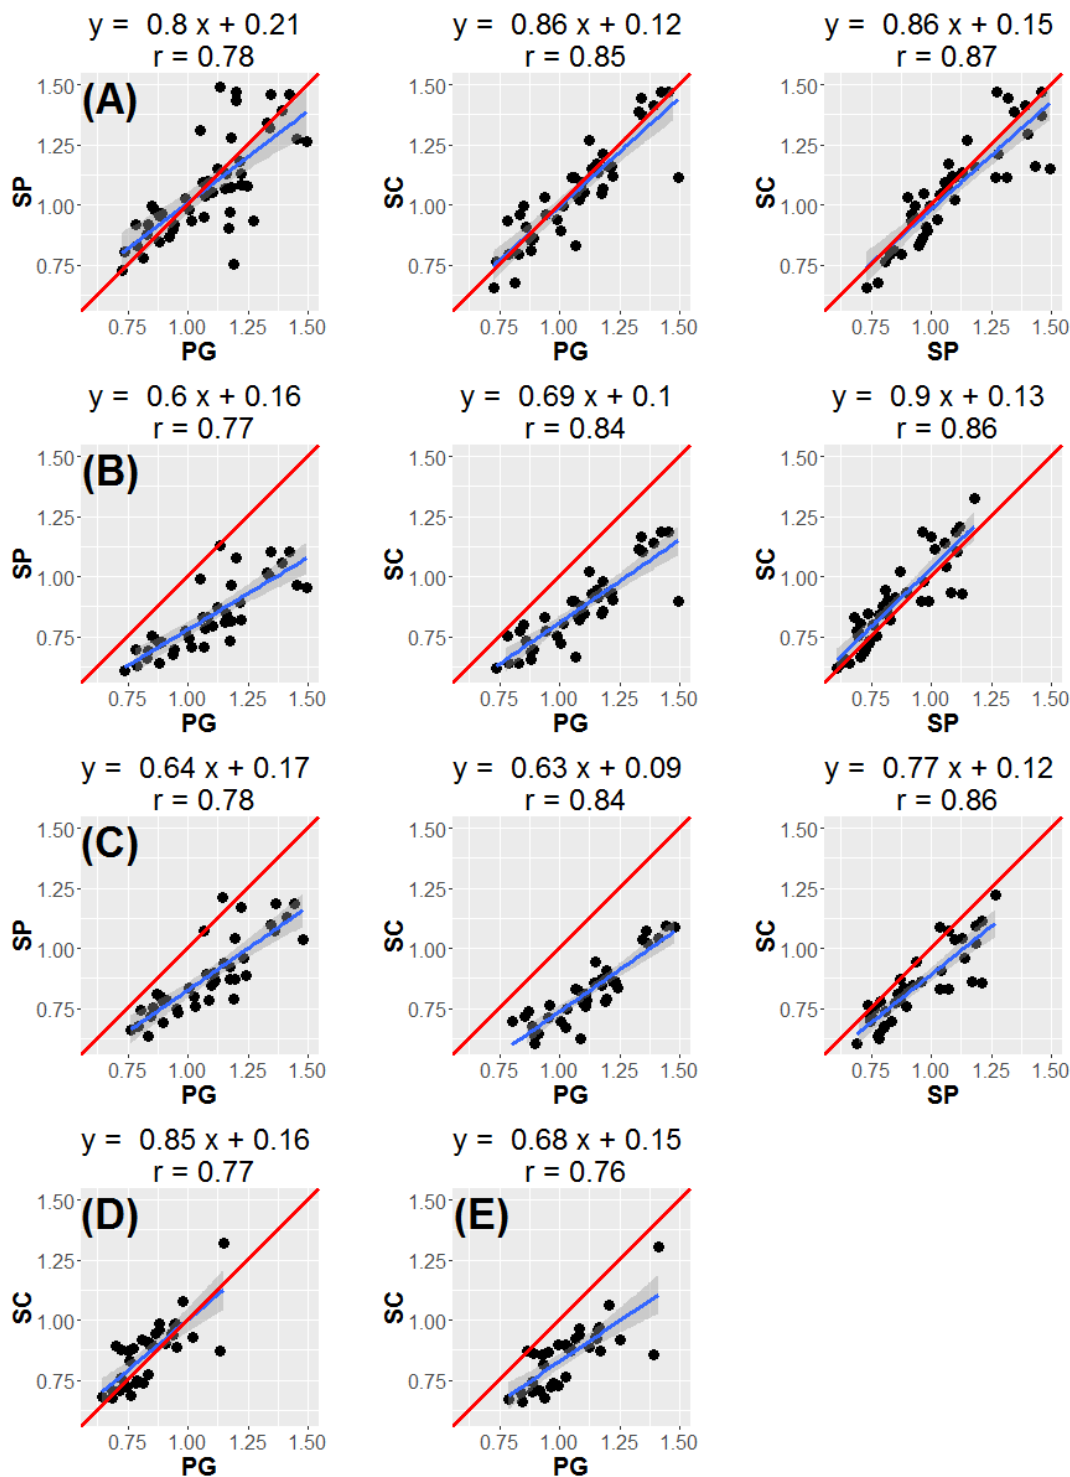 y = 0.8 x + 0.21
r = 0.78
y = 0.86 x + 0.12
r = 0.85
y = 0.86 x + 0.15
r = 0.87
(A)
1.50
1.25
1.00
0.75
SP
0.75 1.00 1.25 1.50
PG
1.50
1.25
1.00
0.75
SC
0.75 1.00 1.25 1.50
PG
1.50
1.25
1.00
0.75
SC
0.75 1.00 1.25 1.50
SP
y = 0.6 x + 0.16
r = 0.77
y = 0.69 x + 0.1
r = 0.84
y = 0.9 x + 0.13
r = 0.86
(B)
1.50
1.25
1.00
0.75
SP
0.75 1.00 1.25 1.50
PG
1.50
1.25
1.00
0.75
SC
0.75 1.00 1.25 1.50
PG
1.50
1.25
1.00
0.75
SC
0.75 1.00 1.25 1.50
SP
y = 0.64 x + 0.17
r = 0.78
y = 0.63 x + 0.09
r = 0.84
y = 0.77 x + 0.12
r = 0.86
(C)
1.50
1.25
1.00
0.75
SP
0.75 1.00 1.25 1.50
PG
1.50
1.25
1.00
0.75
SC
0.75 1.00 1.25 1.50
PG
1.50
1.25
1.00
0.75
SC
0.75 1.00 1.25 1.50
SP
y = 0.85 x + 0.16
r = 0.77
y = 0.68 x + 0.15
r = 0.76
(D)
1.50
1.25
1.00
0.75
SC
0.75 1.00 1.25 1.50
PG
(E)
1.50
1.25
1.00
0.75
SC
0.75 1.00 1.25 1.50
PG